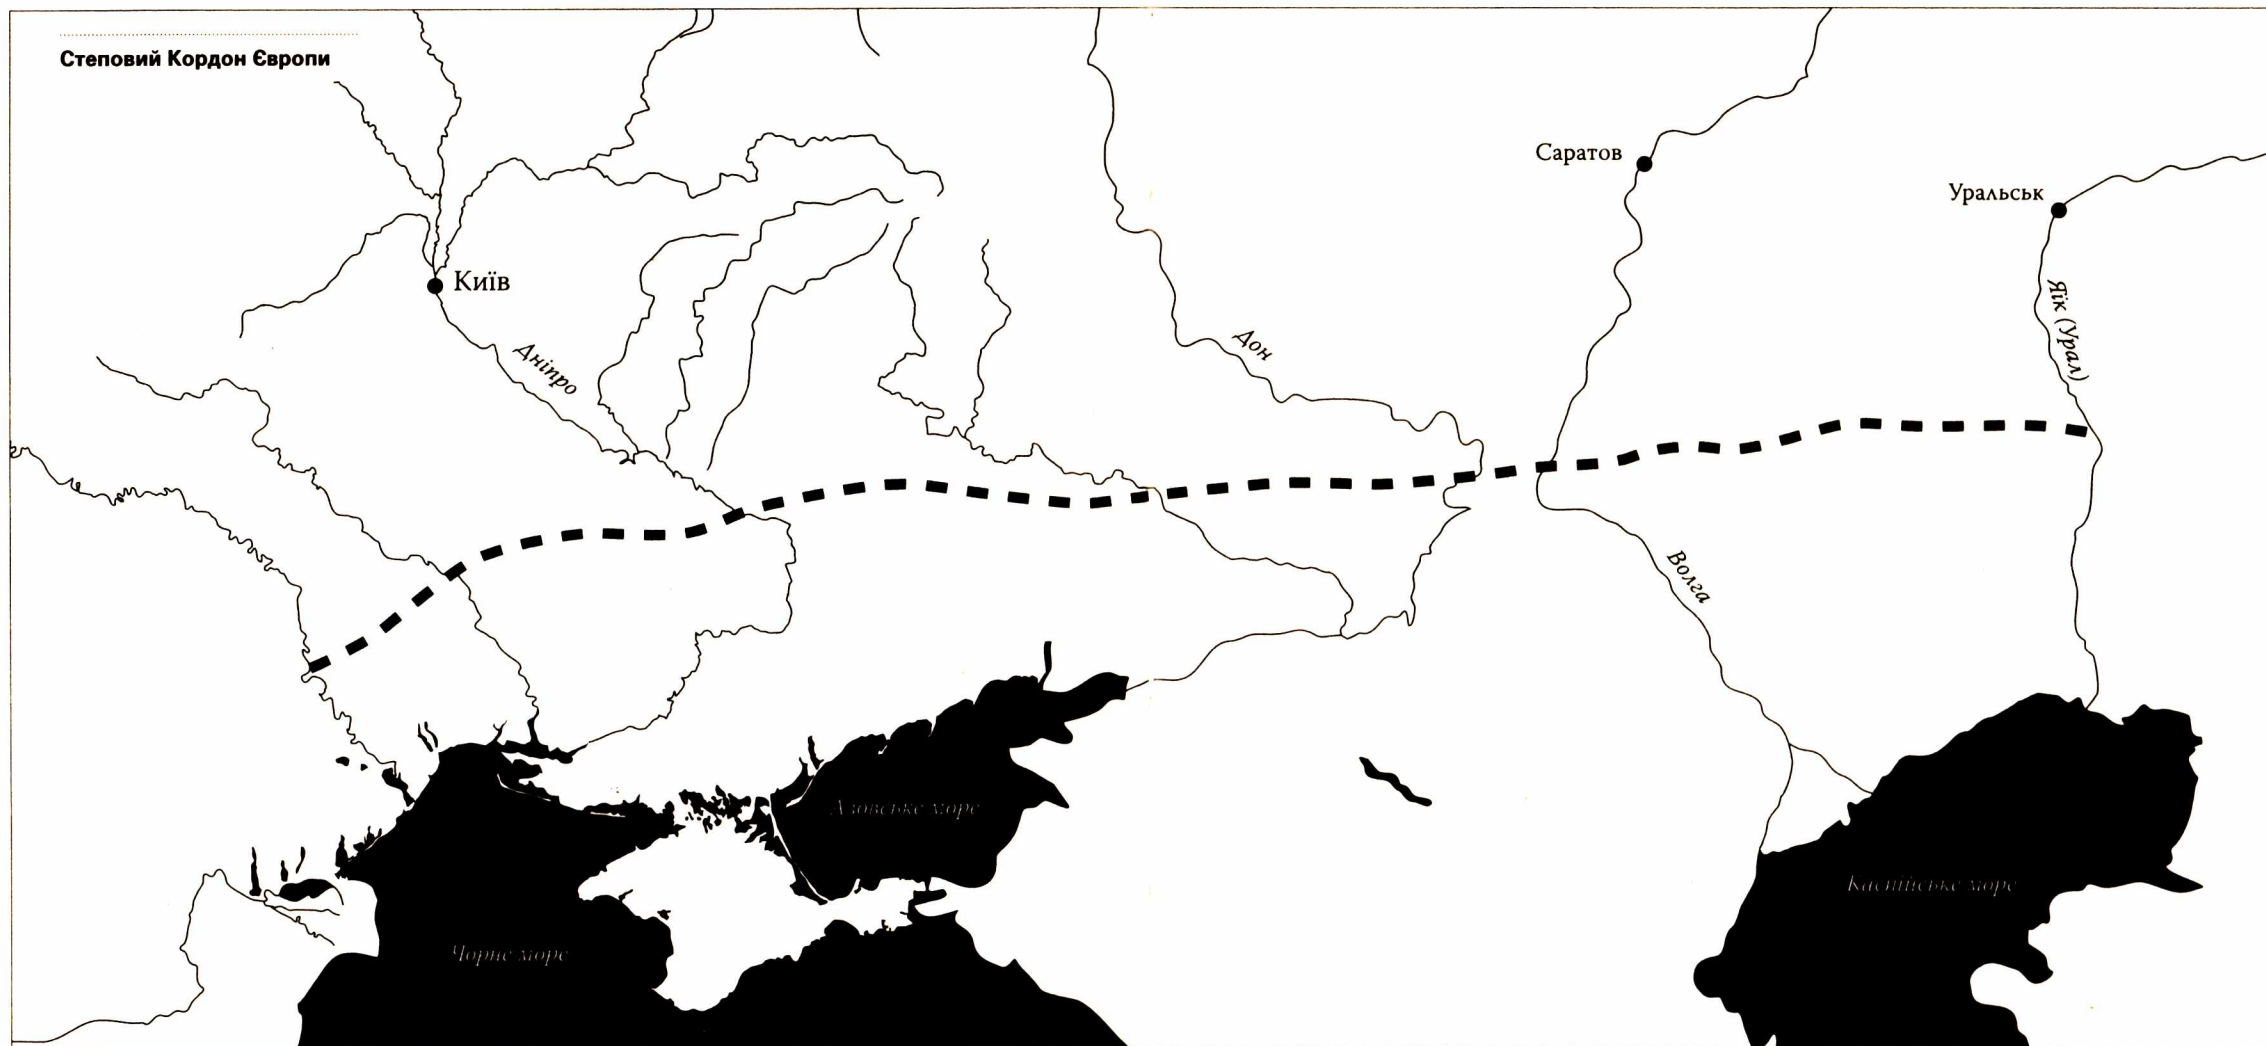 Степовий Кордон Європи
Саратов
Уральськ
Київ
Яік (Урал)
Дніпро
Дон
Волга
Азовське море
Каспійське море
Чорне море